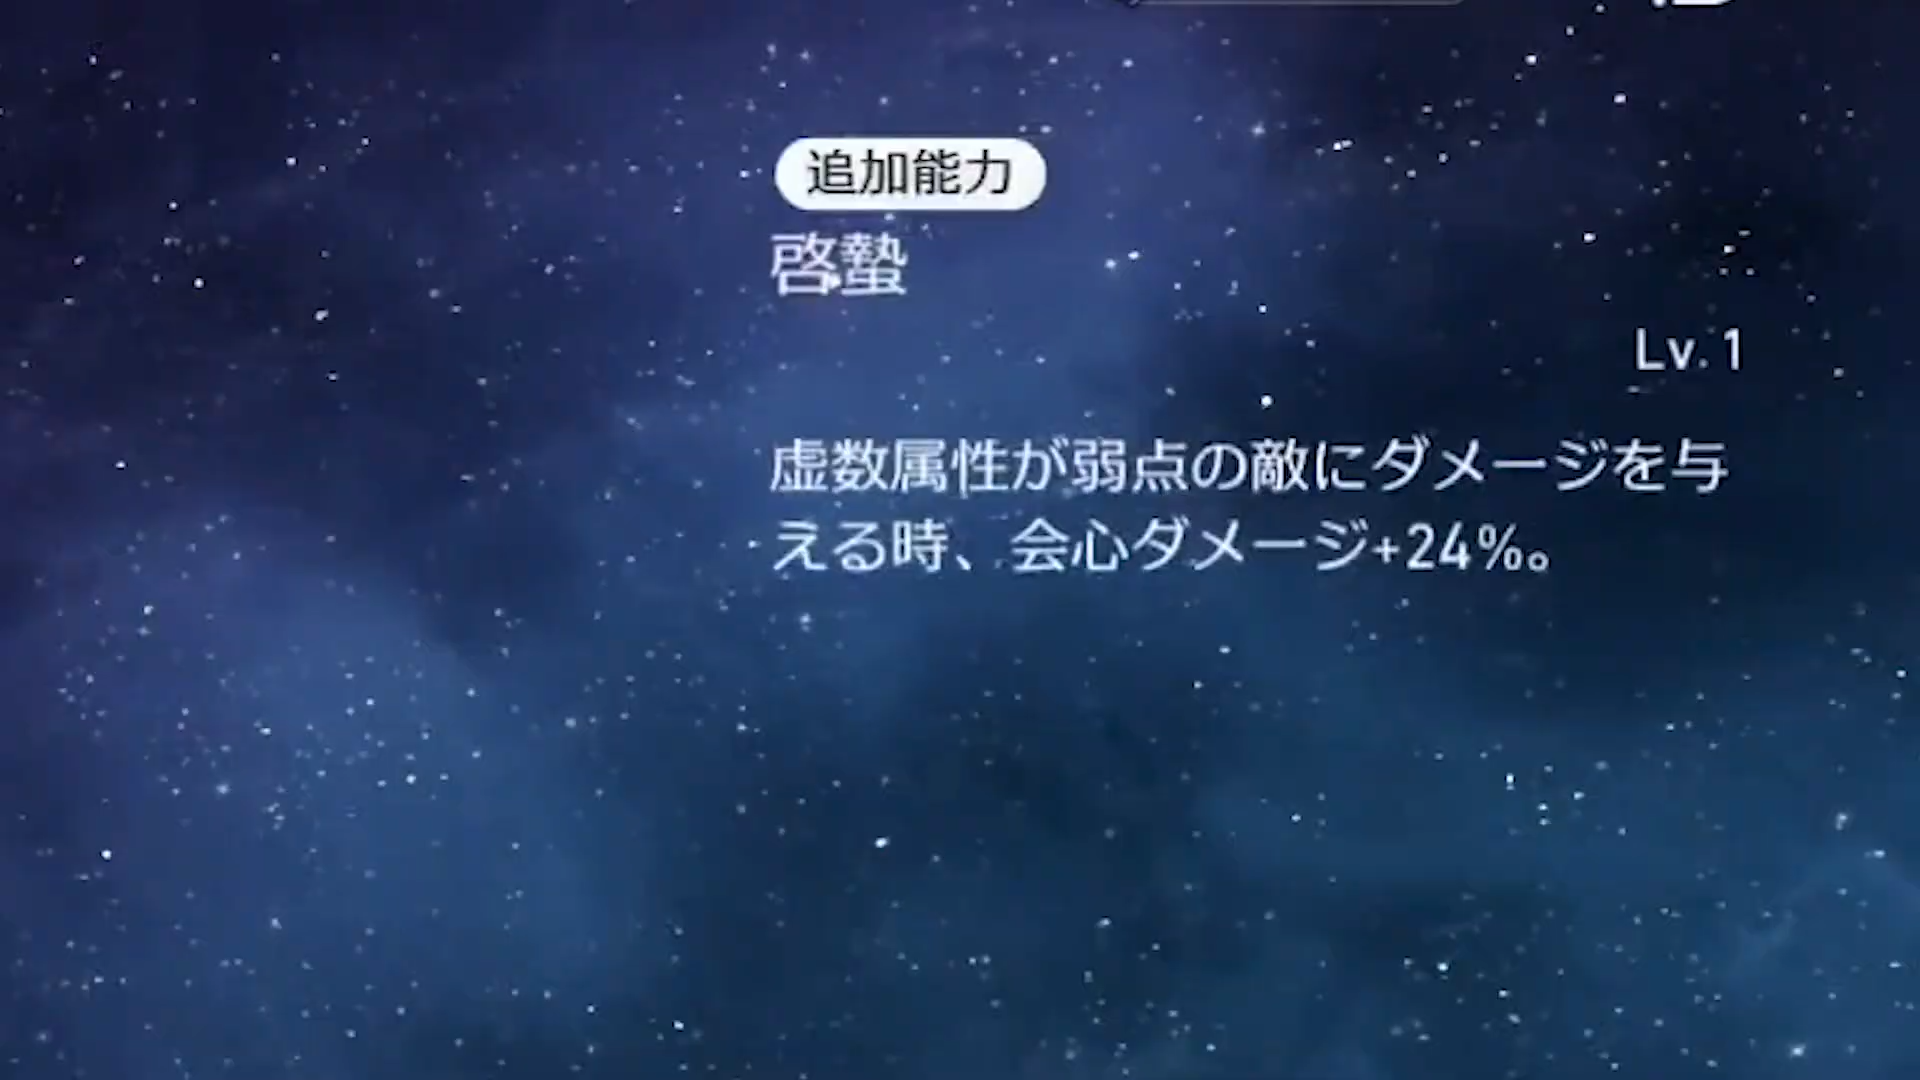 追加能力
啓蟄
Lv.1
虚数属性が弱点の敵にダメージを与
える時、会心ダメージ+24%。